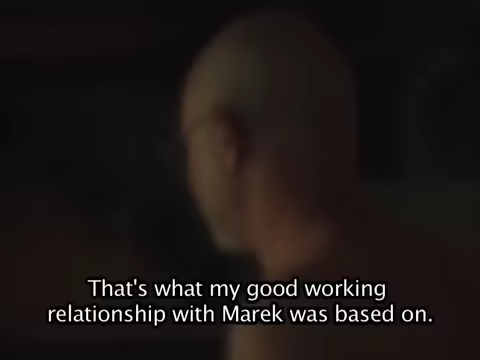 That's what my good working
relationship with Marek was based on.